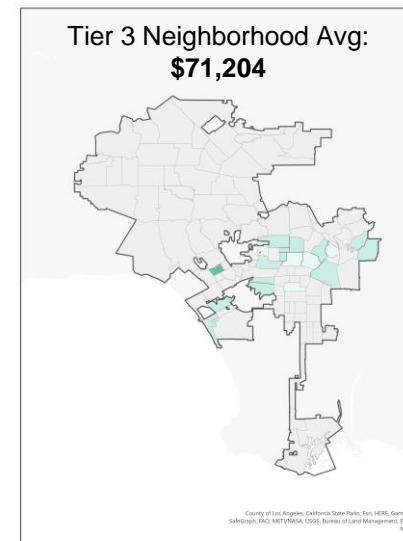 Tier 3 Neighborhood Avg:
$71,204
County of Los Angeles, California State Parks, Esri, HERE,
SafeGraph, FAO, METI/NASA, USGS, Bureau of Land Management,